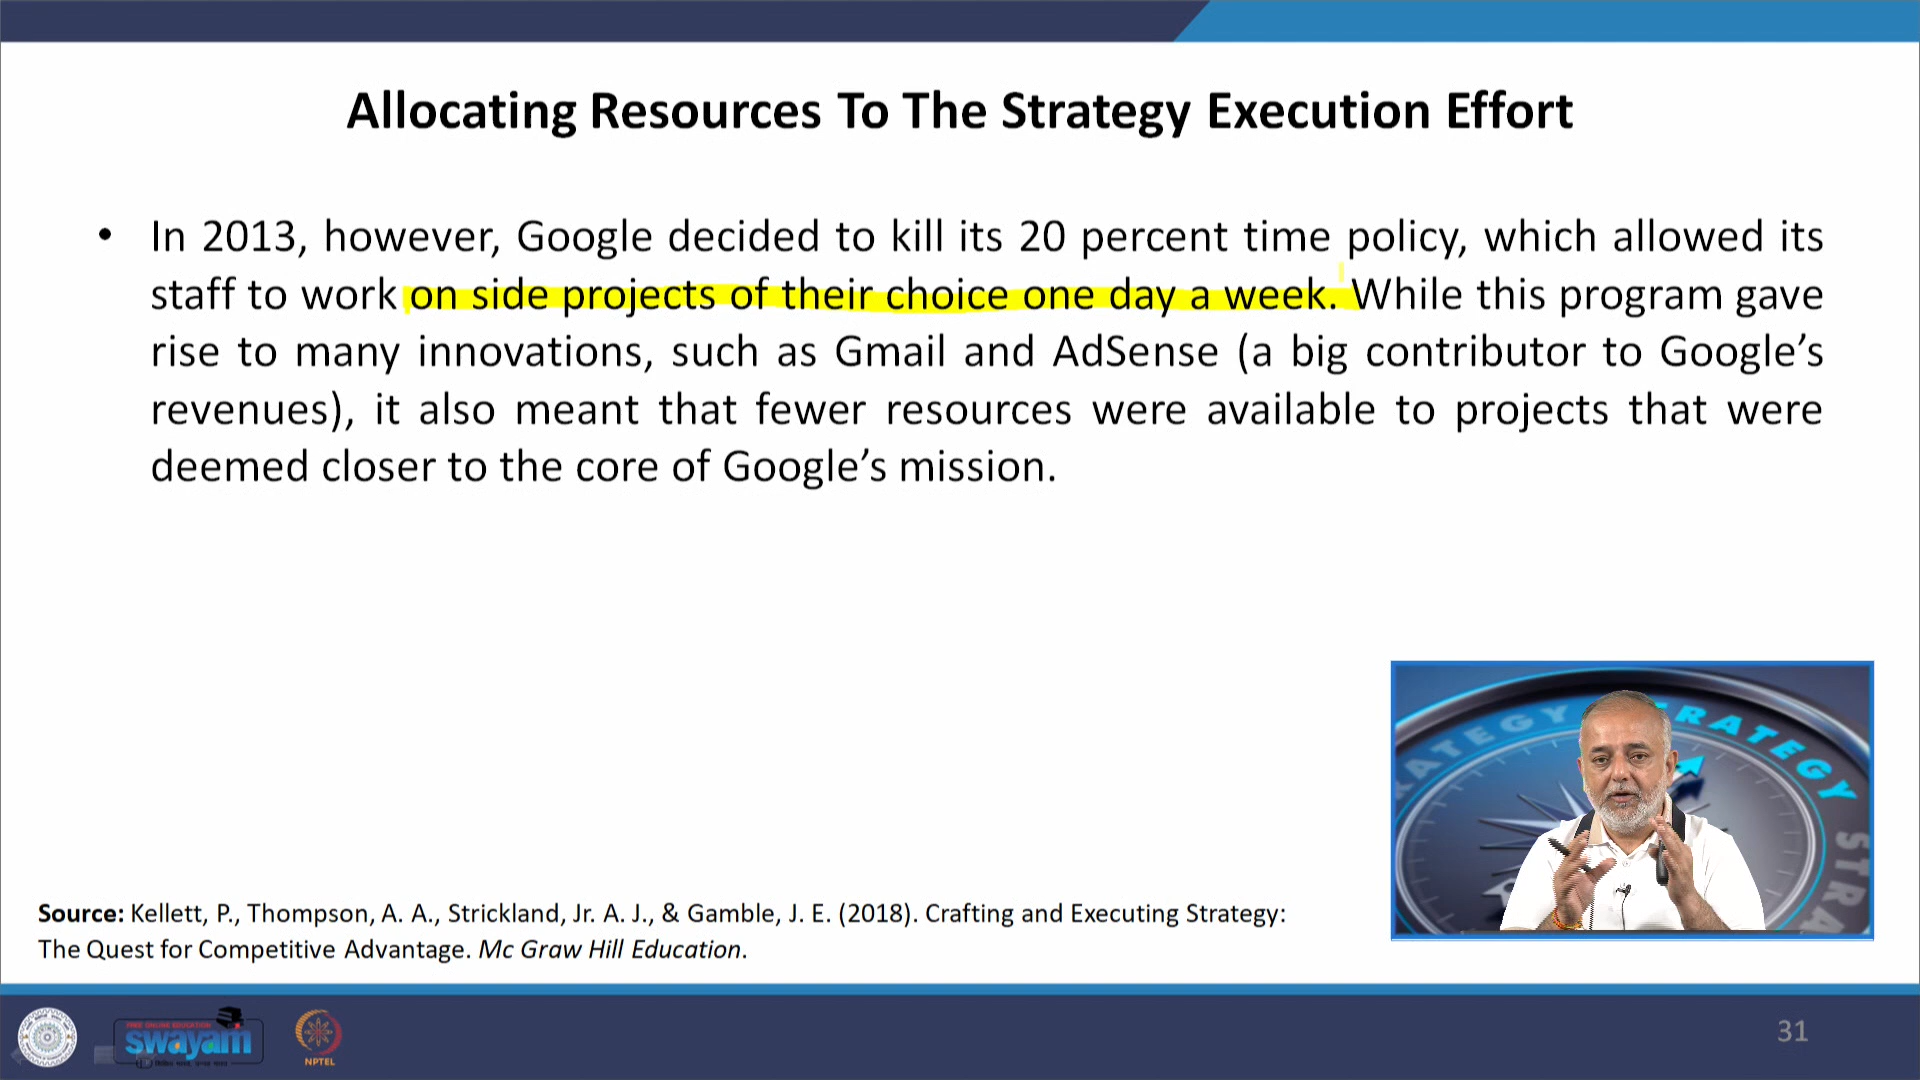 Allocating Resources To The Strategy Execution Effort
• In 2013, however, Google decided to kill its 20 percent time policy, which allowed its
staff to work on side projects of their choice one day a week. While this program gave
rise to many innovations, such as Gmail and AdSense (a big contributor to Google’s
revenues), it also meant that fewer resources were available to projects that were
deemed closer to the core of Google’s mission.
STRATEGY STRATEGY STRA
Source: Kellett, P., Thompson, A. A., Strickland, Jr. A. J., & Gamble, J. E. (2018). Crafting and Executing Strategy:
The Quest for Competitive Advantage. Mc Graw Hill Education.
FREE ONLINE EDUCATION
swayam
NPTEL
31